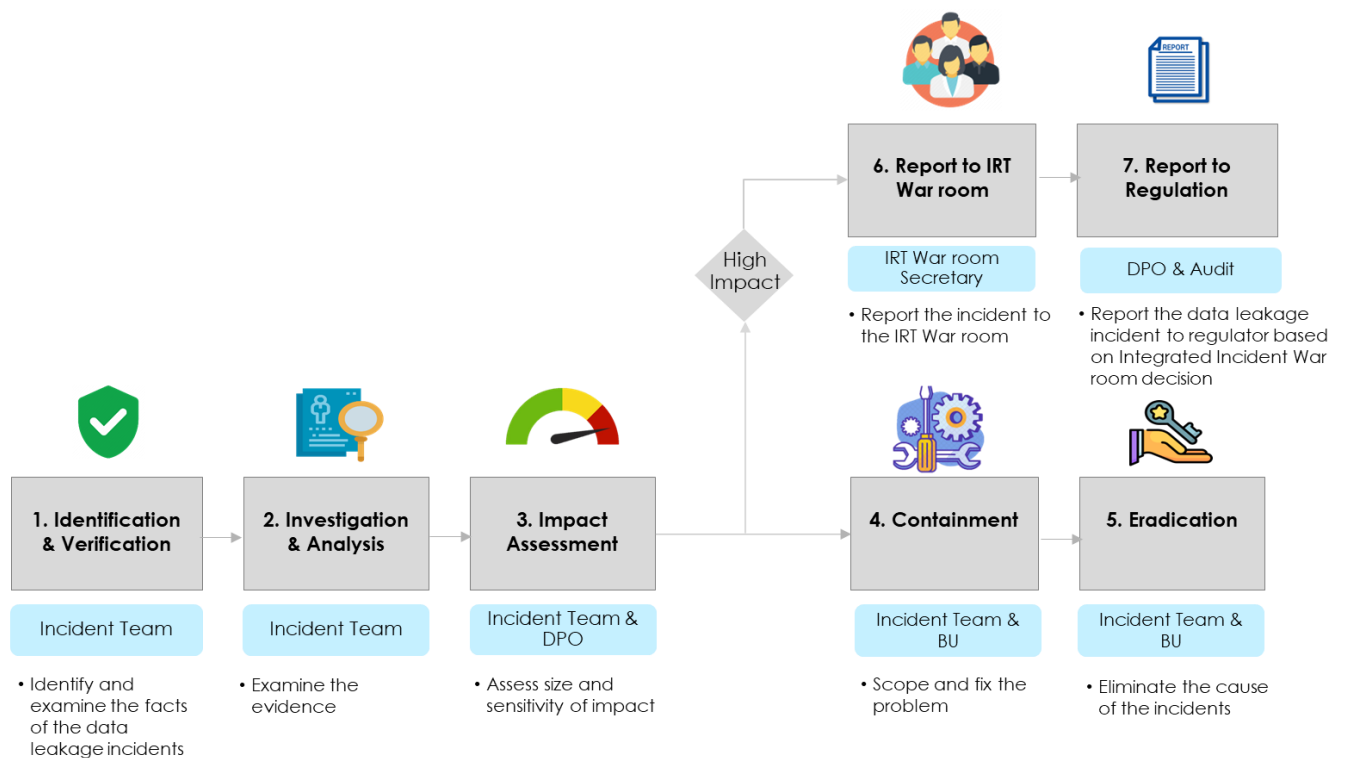 REPORT
6. Report to IRT
War room
7. Report to
Regulation
High
Impact
IRT War room
Secretary
DPO & Audit
• Report the incident to
the IRT War room
• Report the data leakage
incident to regulator based
on Integrated Incident War
room decision
1. Identification
& Verification
2. Investigation
& Analysis
3. Impact
Assessment
4. Containment
5. Eradication
Incident Team
Incident Team
Incident Team &
DPO
Incident Team &
BU
Incident Team &
BU
• Identify and
examine the facts
of the data
leakage incidents
• Examine the
evidence
• Assess size and
sensitivity of impact
• Scope and fix the
problem
• Eliminate the cause
of the incidents